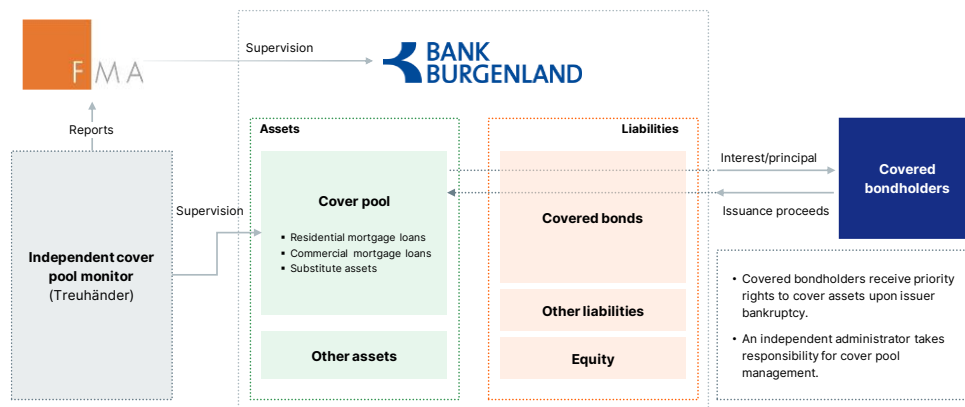 FMA
Supervision
BANK
BURGENLAND
Reports
Independent cover
pool monitor
(Treuhänder)
Supervision
Assets
Cover pool
▪ Residential mortgage loans
▪ Commercial mortgage loans
▪ Substitute assets
Other assets
Liabilities
Covered bonds
Other liabilities
Equity
Interest/principal
Issuance proceeds
Covered
bondholders
• Covered bondholders receive priority
rights to cover assets upon issuer
bankruptcy.
• An independent administrator takes
responsibility for cover pool
management.